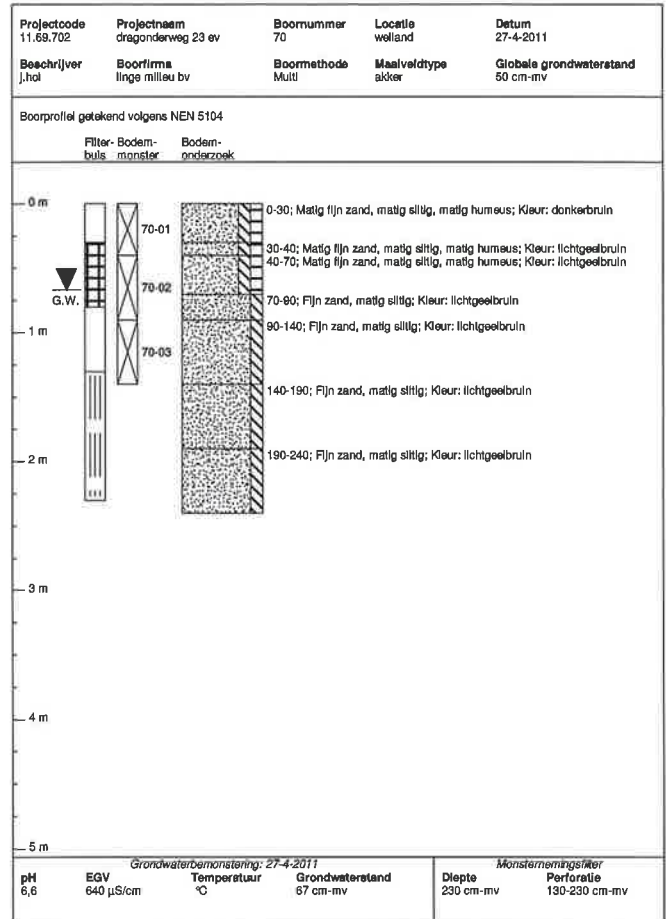 Projectcode Projectnaam Boornummer Locatie Datum
11.69.702 dragonderweg 23 ev 70 weiland 27-4-2011
Beschrijver Boorfirma Boormethode Maaiveldtype Globale grondwaterstand
j.hol linge milieu bv Multi akker 50 cm-mv
Boorprofiel getekend volgens NEN 5104
Filter- Bodem- Bodem-
buis monster onderzoek
0 m
0-30; Matig fijn zand, matig siltig, matig humeus; Kleur: donkerbruin
70-01
30-40; Matig fijn zand, matig siltig, matig humeus; Kleur: lichtgeelbruin
40-70; Matig fijn zand, matig siltig, matig humeus; Kleur: lichtgeelbruin
70-02
G.W.
70-90; Fijn zand, matig siltig; Kleur: lichtgeelbruin
1 m
90-140; Fijn zand, matig siltig; Kleur: lichtgeelbruin
70-03
140-190; Fijn zand, matig siltig; Kleur: lichtgeelbruin
2 m
190-240; Fijn zand, matig siltig; Kleur: lichtgeelbruin
3 m
4 m
5 m
Grondwaterbemonstering: 27-4-2011 Monsternemingsfilter
pH EGV Temperatuur Grondwaterstand Diepte Perforatie
6,6 640 µS/cm °C 67 cm-mv 230 cm-mv 130-230 cm-mv